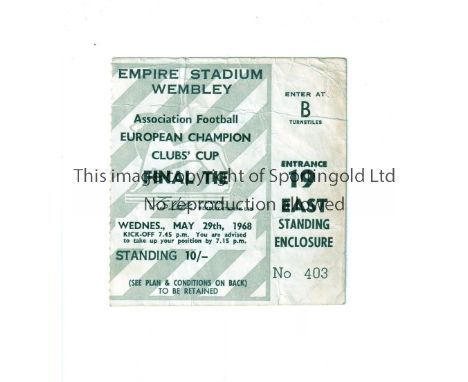 EMPIRE STADIUM
WEMBLEY
Association Football
EUROPEAN CHAMPION
CLUBS' CUP
FINAL TIE
WEDNES., MAY 29th, 1968
KICK-OFF 7.45 p.m. You are advised
to take up your position by 7.15 p.m.
STANDING 10/-
(SEE PLAN & CONDITIONS ON BACK)
TO BE RETAINED
ENTER AT
B
TURNSTILES
ENTRANCE
19
EAST
STANDING
ENCLOSURE
No 403
This image copyright of Sportingold Ltd
No reproduction allowed